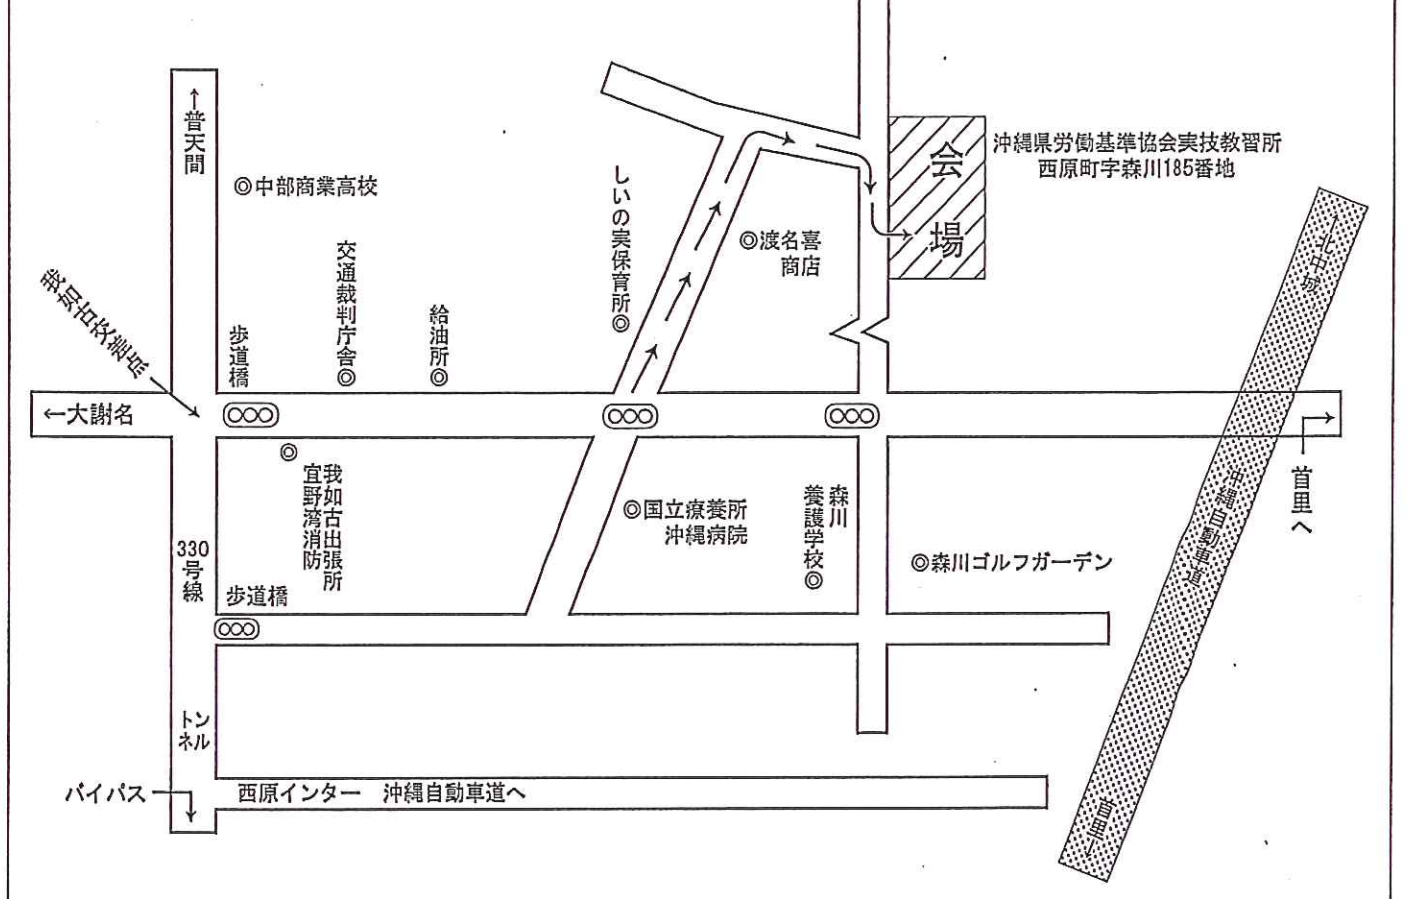 ↑普天間
◎中部商業高校
沖縄県労働基準協会実技教習所
西原町字森川185番地
会場
しいの実保育所◎
◎渡名喜
商店
交通裁判庁舎◎
給油所◎
歩道橋
我如古交差点
↑北中城
←大謝名
→
首里へ
我如古出張所
宜野湾消防
◎
◎国立療養所
沖縄病院
森川
養護学校◎
◎森川ゴルフガーデン
沖縄自動車道
330号線
歩道橋
トン
ネル
バイパス
西原インター 沖縄自動車道へ
首里↓